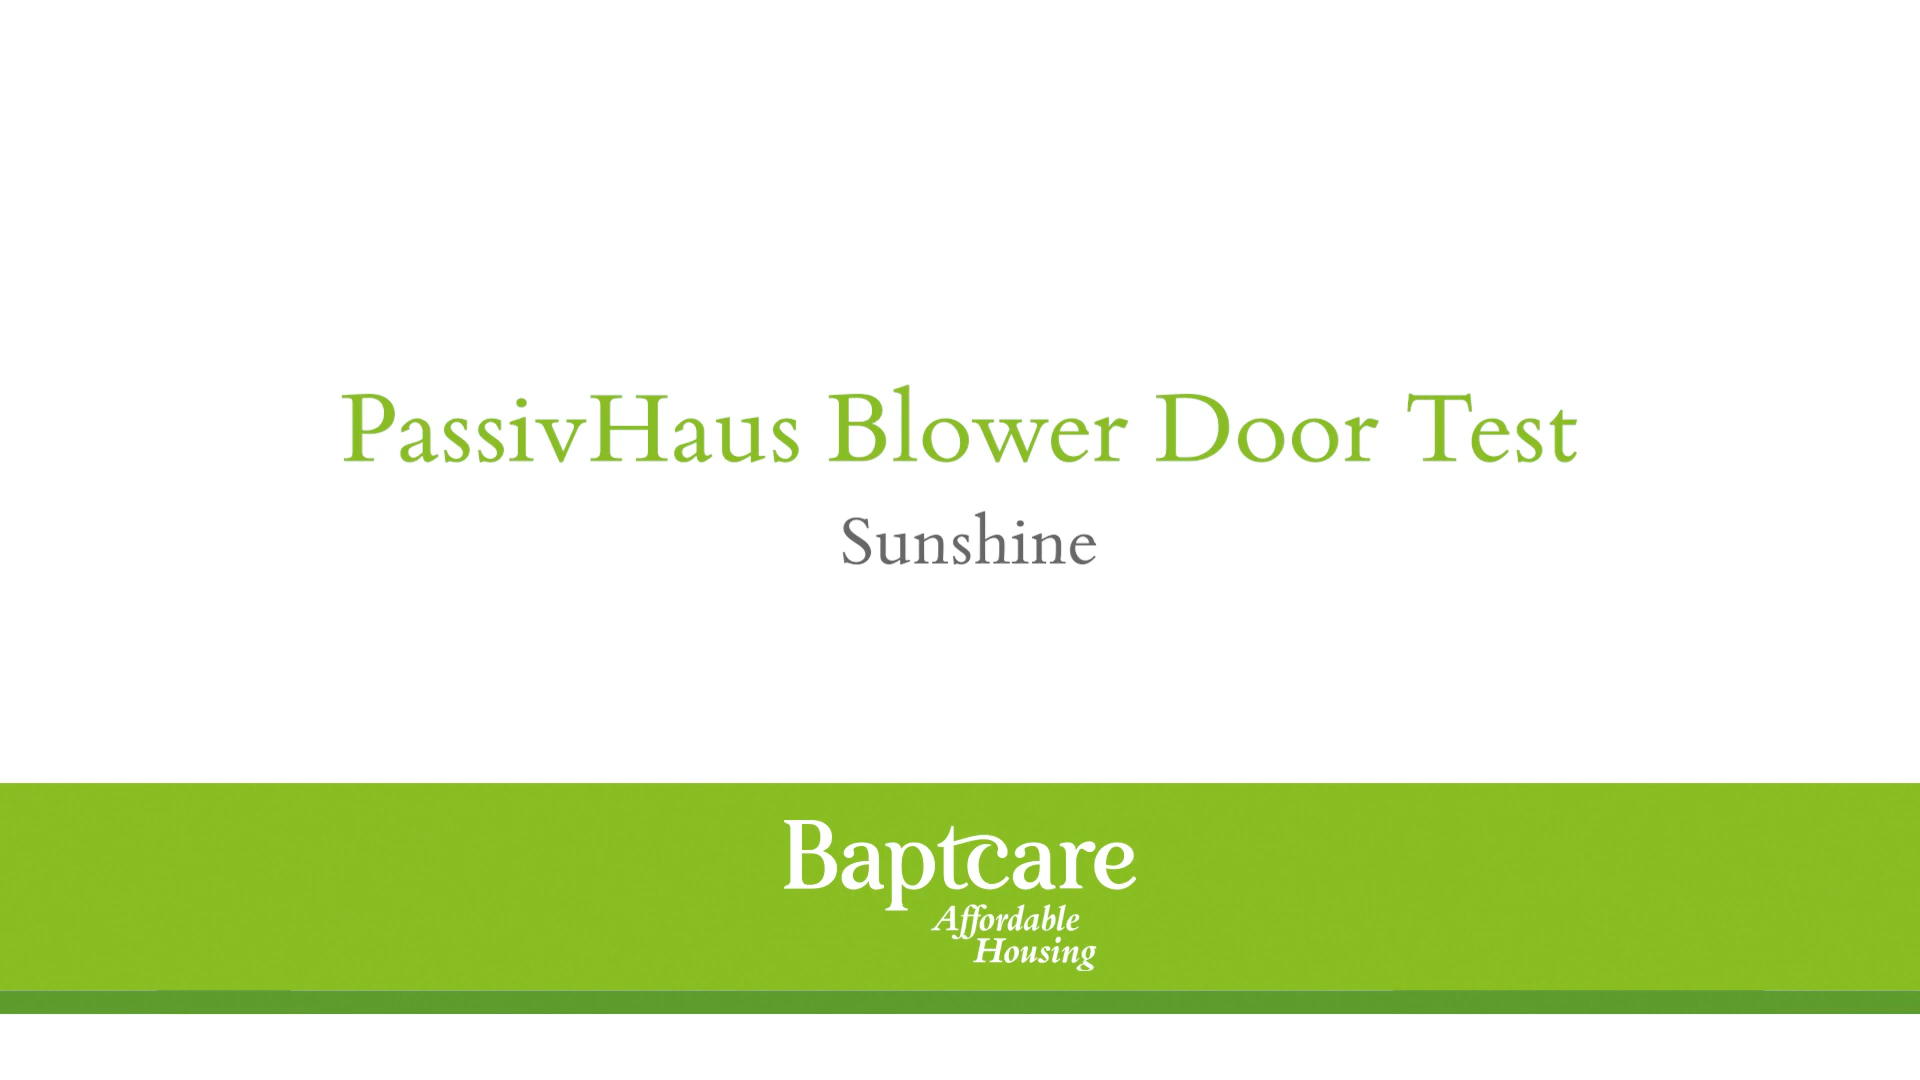 PassivHaus Blower Door Test
Sunshine
Baptcare
Affordable
Housing